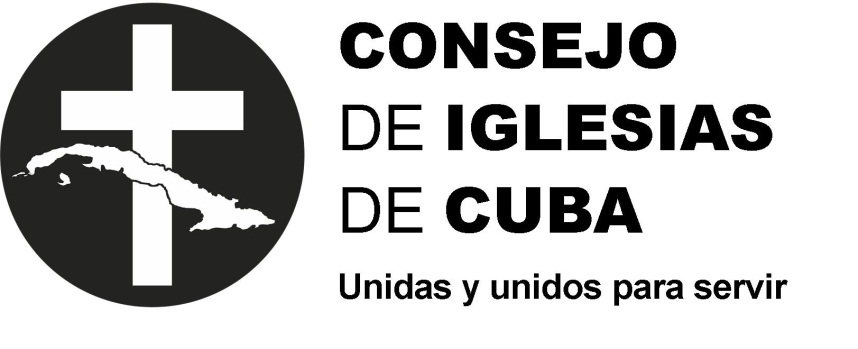 CONSEJO
DE IGLESIAS
DE CUBA
Unidas y unidos para servir